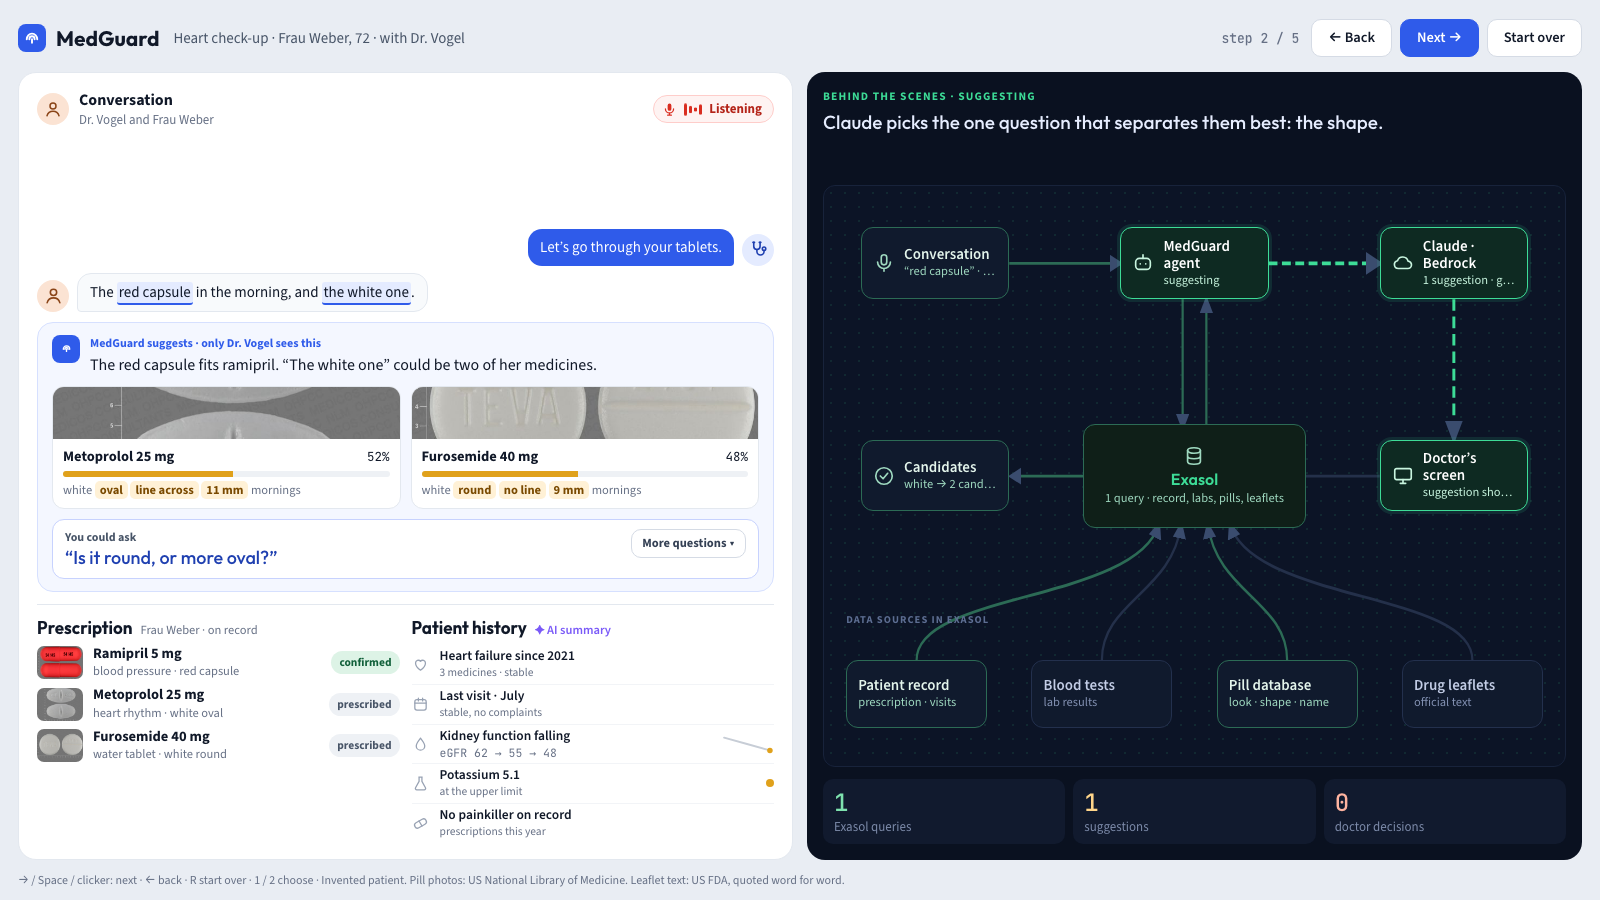 MedGuard
Heart check-up · Frau Weber, 72 · with Dr. Vogel
step 2 / 5
← Back
Next →
Start over
Conversation
Dr. Vogel and Frau Weber
Listening
Let's go through your tablets.
The red capsule in the morning, and the white one.
MedGuard suggests · only Dr. Vogel sees this
The red capsule fits ramipril. “The white one” could be two of her medicines.
6
5
4
3
TEVA
Metoprolol 25 mg
52%
white oval line across 11 mm mornings
Furosemide 40 mg
48%
white round no line 9 mm mornings
You could ask
“Is it round, or more oval?”
More questions ▾
Prescription
Frau Weber · on record
Ramipril 5 mg
blood pressure · red capsule
confirmed
Metoprolol 25 mg
heart rhythm · white oval
prescribed
Furosemide 40 mg
water tablet · white round
prescribed
Patient history
AI summary
Heart failure since 2021
3 medicines · stable
Last visit · July
stable, no complaints
Kidney function falling
eGFR 62 → 55 → 48
Potassium 5.1
at the upper limit
No painkiller on record
prescriptions this year
BEHIND THE SCENES · SUGGESTING
Claude picks the one question that separates them best: the shape.
Conversation
“red capsule” · …
MedGuard agent
suggesting
Claude · Bedrock
1 suggestion · g…
Candidates
white → 2 cand…
Exasol
1 query · record, labs, pills, leaflets
Doctor's screen
suggestion sho…
DATA SOURCES IN EXASOL
Patient record
prescription · visits
Blood tests
lab results
Pill database
look · shape · name
Drug leaflets
official text
1
Exasol queries
1
suggestions
0
doctor decisions
→ / Space / clicker: next · ← back · R start over · 1 / 2 choose · Invented patient. Pill photos: US National Library of Medicine. Leaflet text: US FDA, quoted word for word.